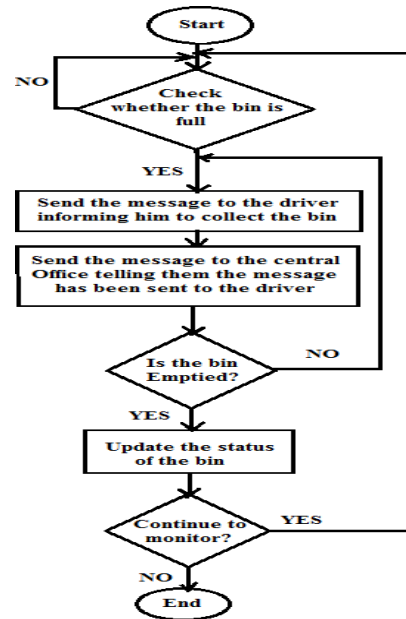 Start
NO
Check
whether the bin is
full
YES
Send the message to the driver
informing him to collect the bin
Send the message to the central
Office telling them the message
has been sent to the driver
Is the bin
Emptied?
NO
YES
Update the status
of the bin
Continue to
monitor?
YES
NO
End